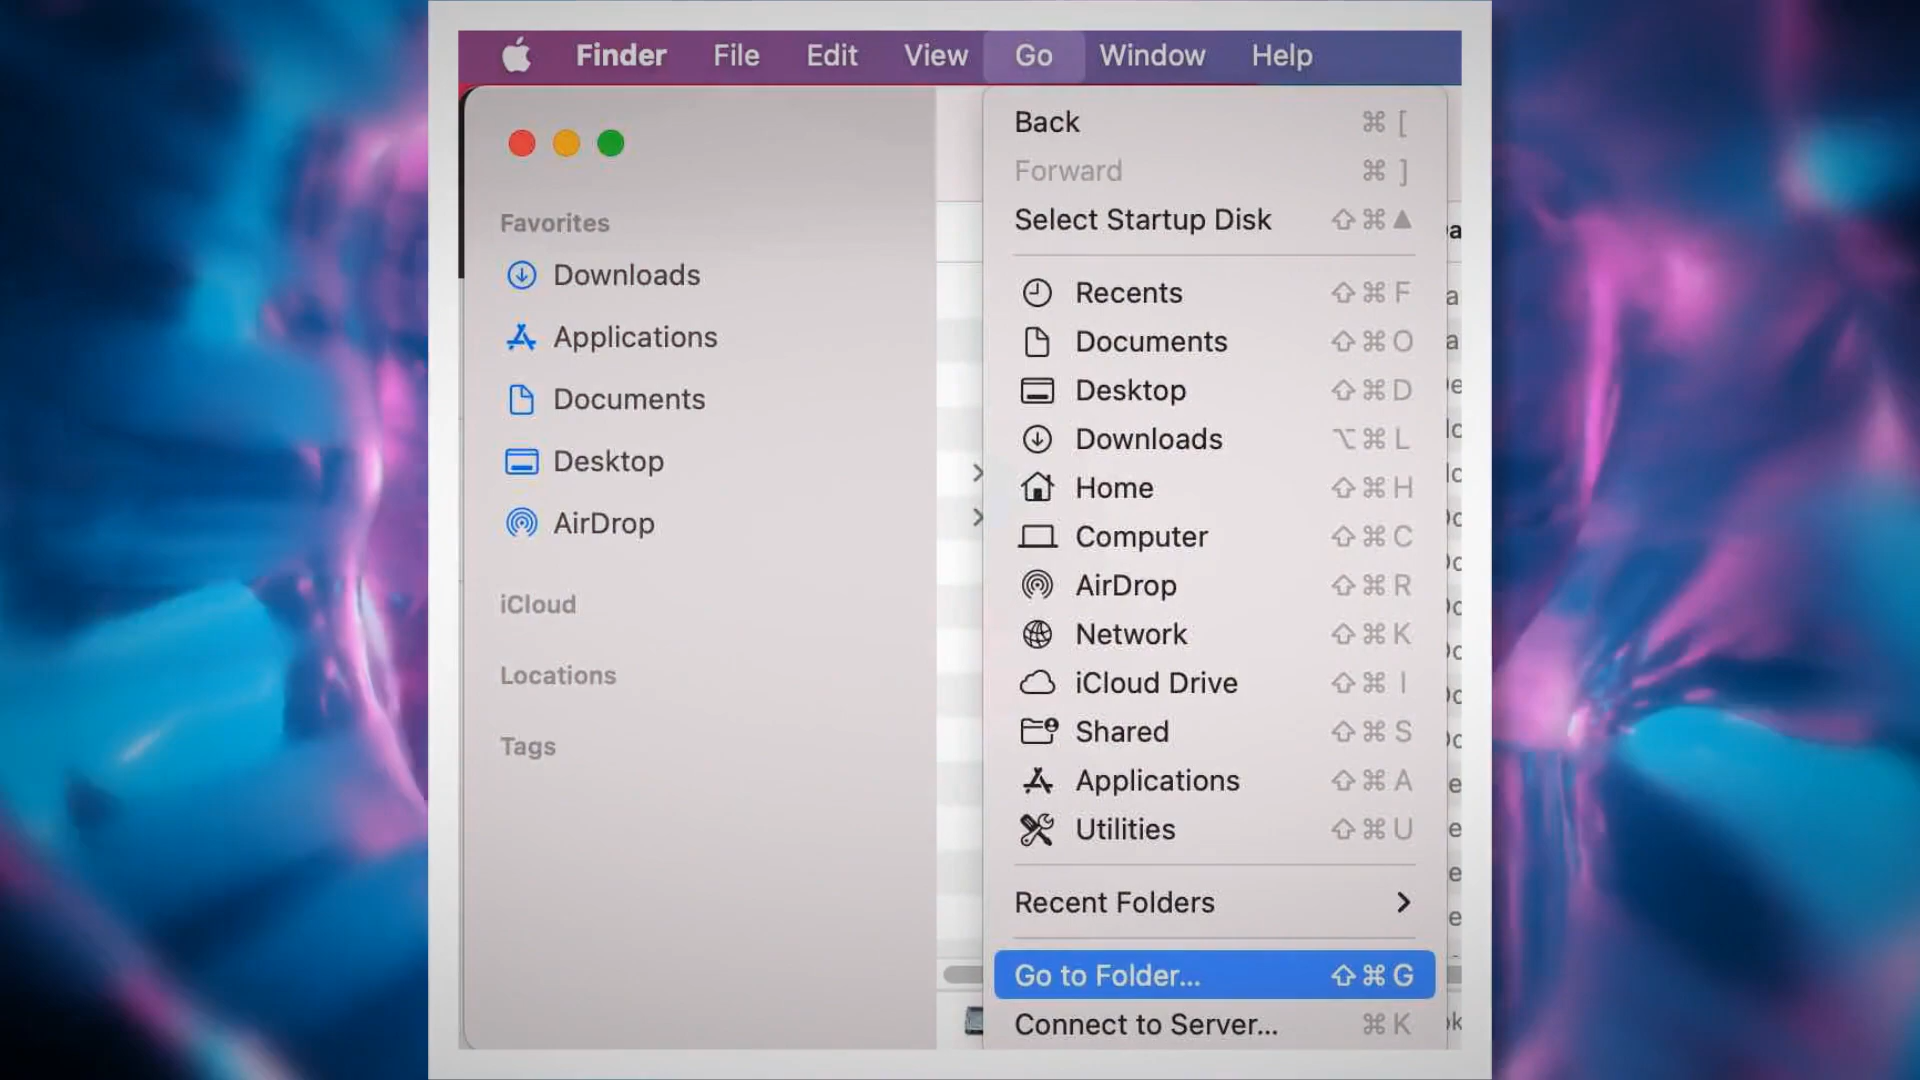 Finder File Edit View Go Window Help
Favorites
Downloads
Applications
Documents
Desktop
AirDrop
iCloud
Locations
Tags
Back ⌘ [
Forward ⌘ ]
Select Startup Disk ⇧⌘▲
Recents ⇧⌘F
Documents ⇧⌘O
Desktop ⇧⌘D
Downloads ⌥⌘L
Home ⇧⌘H
Computer ⇧⌘C
AirDrop ⇧⌘R
Network ⇧⌘K
iCloud Drive ⇧⌘I
Shared ⇧⌘S
Applications ⇧⌘A
Utilities ⇧⌘U
Recent Folders
Go to Folder... ⇧⌘G
Connect to Server... ⌘K